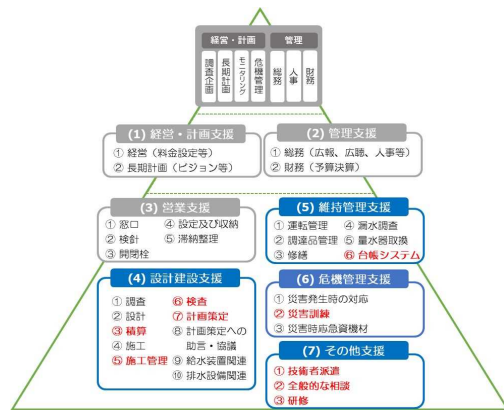 経営・計画
管理
調査企画
長期計画
モニタリング
危機管理
総務
人事
財務
(1) 経営・計画支援
① 経営（料金設定等）
② 長期計画（ビジョン等）
(2) 管理支援
① 総務（広報、広聴、人事等）
② 財務（予算決算）
(3) 営業支援
① 窓口
② 検針
③ 開閉栓
④ 設定及び収納
⑤ 滞納整理
(5) 維持管理支援
① 運転管理
② 調達品管理
③ 修繕
④ 漏水調査
⑤ 量水器取換
⑥ 台帳システム
(4) 設計建設支援
① 調査
② 設計
③ 積算
④ 施工
⑤ 施工管理
⑥ 検査
⑦ 計画策定
⑧ 計画策定への
助言・協議
⑨ 給水装置関連
⑩ 排水設備関連
(6) 危機管理支援
① 災害発生時の対応
② 災害訓練
③ 災害時応急資機材
(7) その他支援
① 技術者派遣
② 全般的な相談
③ 研修